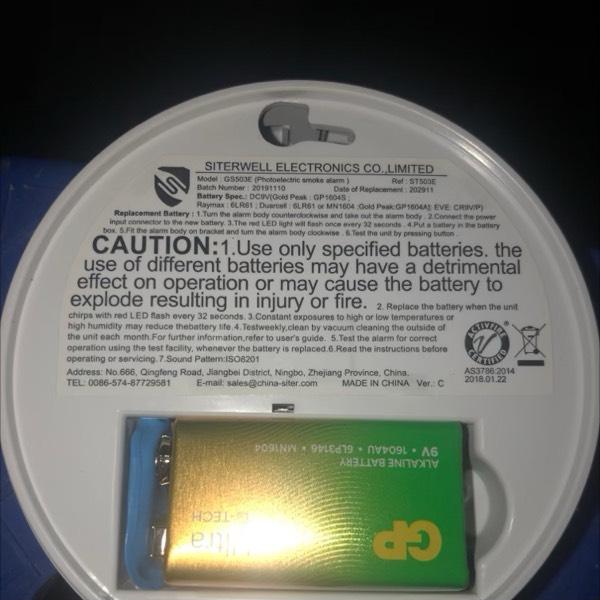 SITERWELL ELECTRONICS CO.,LIMITED
Model : GS503E (Photoelectric smoke alarm ) Ref : ST503E
Batch Number : 20191110 Date of Replacement : 202911
Battery Spec.: DC9V(Gold Peak : GP1604S ;
Raymax : 6LR61 ; Duarcell : 6LR61 or MN1604 ;Gold Peak:GP1604A]; EVE: CR9V/P)
Replacement Battery : 1.Turn the alarm body counterclockwise and take out the alarm body . 2.Connect the power
input connector to the new battery. 3.The red LED light will flash once every 32 seconds . 4.Put a battery in the battery
box. 5.Fit the alarm body on bracket and turn the alarm body clockwise . 6.Test the unit by pressing button .
CAUTION:1.Use only specified batteries. the
use of different batteries may have a detrimental
effect on operation or may cause the battery to
explode resulting in injury or fire. 2. Replace the battery when the unit
chirps with red LED flash every 32 seconds. 3.Constant exposures to high or low temperatures or
high humidity may reduce thebattery life. 4.Testweekly,clean by vacuum cleaning the outside of
the unit each month.For further information,refer to user's guide. 5.Test the alarm for correct
operation using the test facility, whenever the battery is replaced.6.Read the instructions before
operating or servicing. 7.Sound Pattern:ISO8201
Address: No.666, Qingfeng Road, Jiangbei District, Ningbo, Zhejiang Province, China.
TEL: 0086-574-87729581 E-mail: sales@china-siter.com MADE IN CHINA Ver.: C
ACTIVFIRE
CERTIFIED
AS3786:2014
2018.01.22
GP
Ultra
G-TECH
ALKALINE BATTERY
9V • 1604AU • 6LP3146 • MN1604